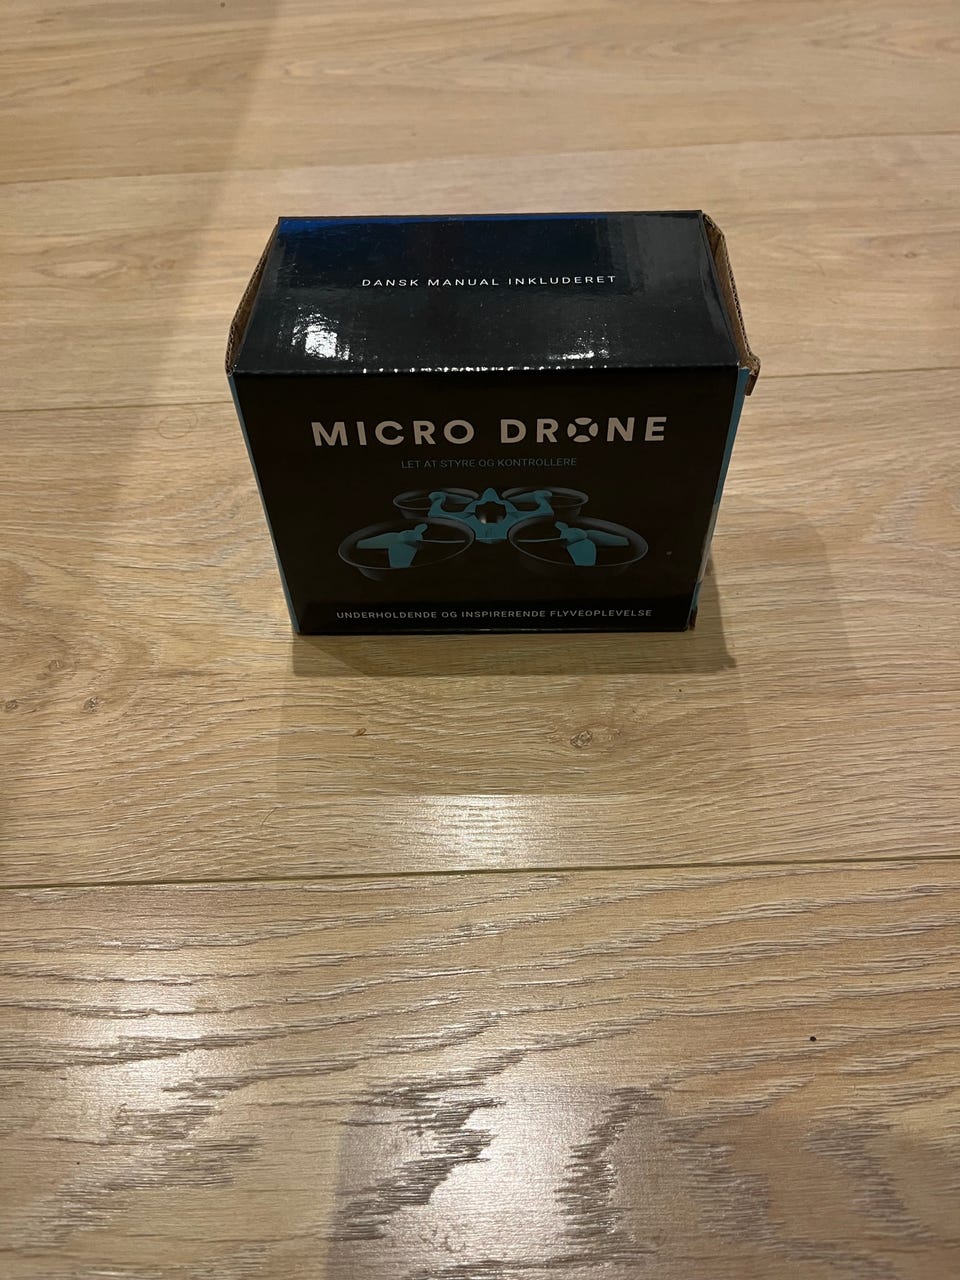 DANSK MANUAL INKLUDERET
MICRO DRONE
LET AT STYRE OG KONTROLLERE
UNDERHOLDENDE OG INSPIRERENDE FLYVEOPLEVELSE